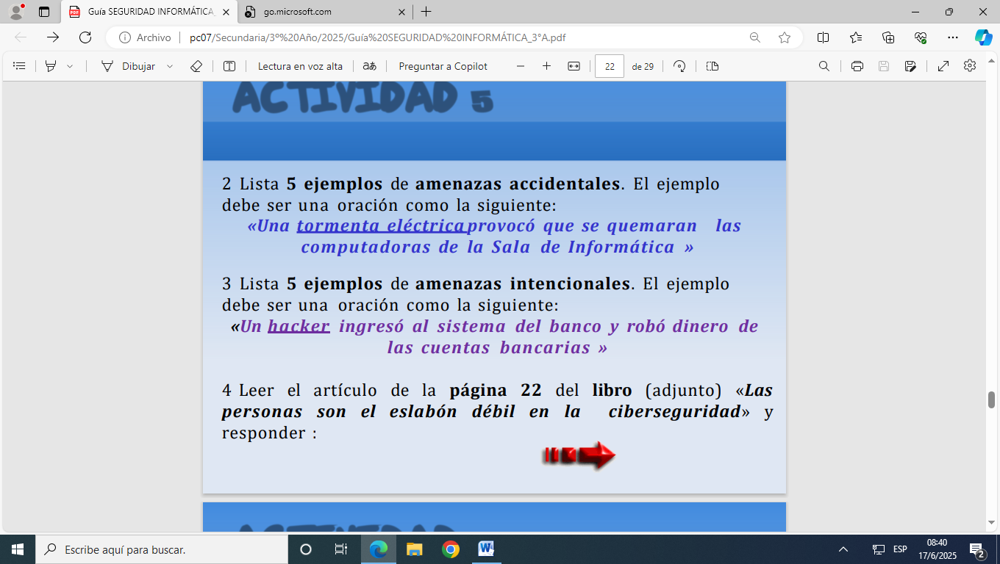 Guía SEGURIDAD INFORMÁTICA_
go.microsoft.com
Archivo
pc07/Secundaria/3º%20Año/2025/Guía%20SEGURIDAD%20INFORMÁTICA_3°A.pdf
Dibujar
Lectura en voz alta
aあ
Preguntar a Copilot
22
de 29
ACTIVIDAD 5
2 Lista 5 ejemplos de amenazas accidentales. El ejemplo
debe ser una oración como la siguiente:
«Una tormenta eléctrica provocó que se quemaran las
computadoras de la Sala de Informática »
3 Lista 5 ejemplos de amenazas intencionales. El ejemplo
debe ser una oración como la siguiente:
«Un hacker ingresó al sistema del banco y robó dinero de
las cuentas bancarias »
4 Leer el artículo de la página 22 del libro (adjunto) «Las
personas son el eslabón débil en la ciberseguridad» y
responder :
ACTIVIDAD
Escribe aquí para buscar.
ESP
08:40
17/6/2025
2